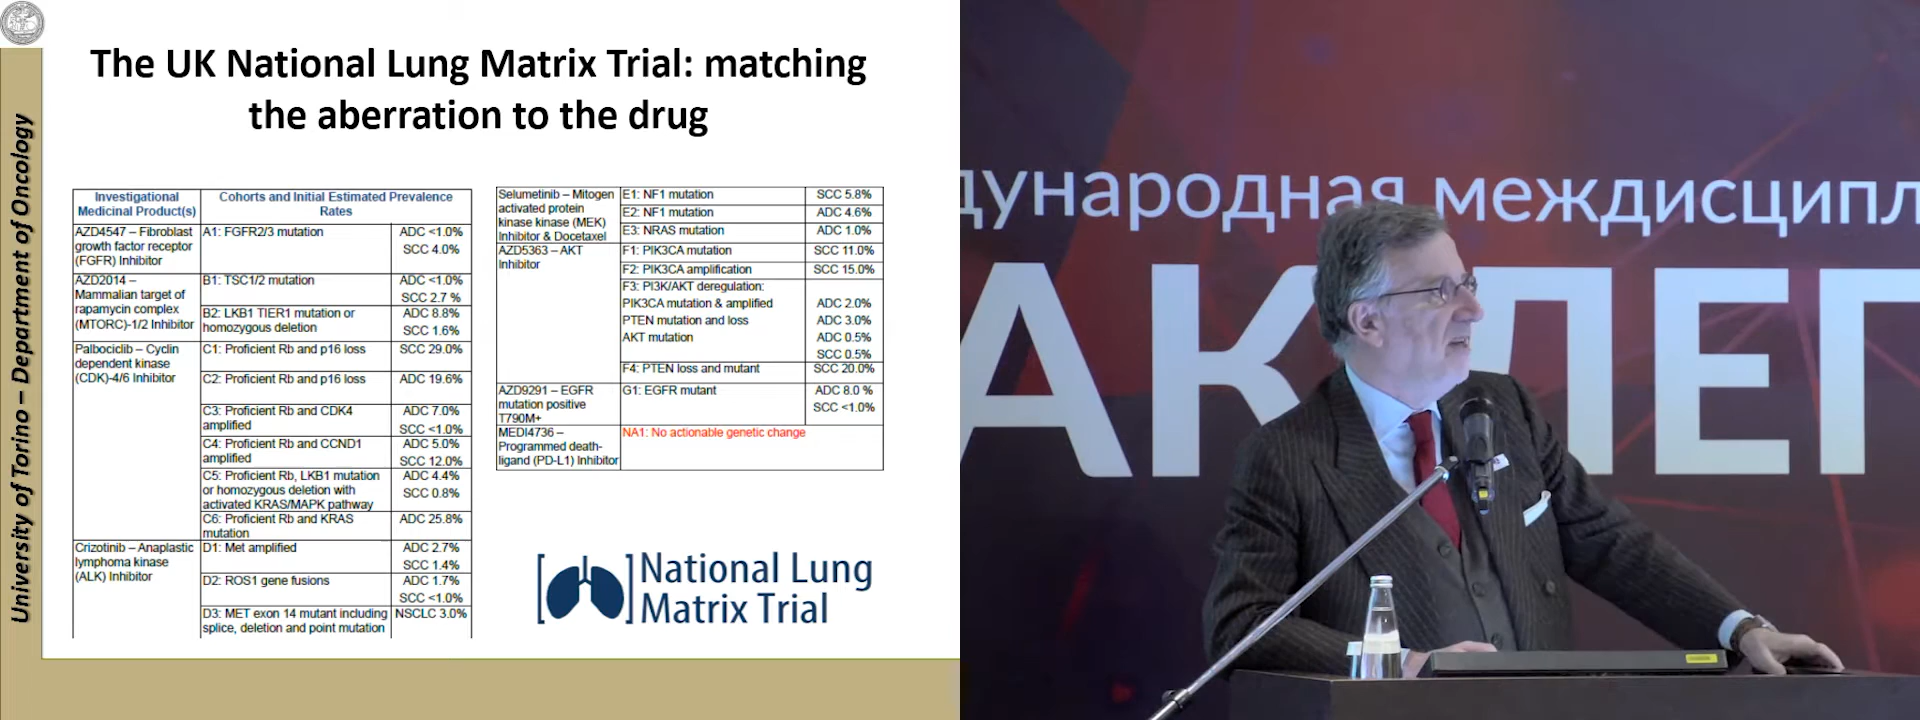 University of Torino – Department of Oncology
The UK National Lung Matrix Trial: matching
the aberration to the drug
Investigational
Medicinal Product(s)
Cohorts and Initial Estimated Prevalence
Rates
AZD4547 – Fibroblast
growth factor receptor
(FGFR) Inhibitor
A1: FGFR2/3 mutation
ADC <1.0%
SCC 4.0%
AZD2014 –
Mammalian target of
rapamycin complex
(MTORC)-1/2 Inhibitor
B1: TSC1/2 mutation
ADC <1.0%
SCC 2.7 %
B2: LKB1 TIER1 mutation or
homozygous deletion
ADC 8.8%
SCC 1.6%
Palbociclib – Cyclin
dependent kinase
(CDK)-4/6 Inhibitor
C1: Proficient Rb and p16 loss
SCC 29.0%
C2: Proficient Rb and p16 loss
ADC 19.6%
C3: Proficient Rb and CDK4
amplified
ADC 7.0%
SCC <1.0%
C4: Proficient Rb and CCND1
amplified
ADC 5.0%
SCC 12.0%
C5: Proficient Rb, LKB1 mutation
or homozygous deletion with
activated KRAS/MAPK pathway
ADC 4.4%
SCC 0.8%
C6: Proficient Rb and KRAS
mutation
ADC 25.8%
Crizotinib – Anaplastic
lymphoma kinase
(ALK) Inhibitor
D1: Met amplified
ADC 2.7%
SCC 1.4%
D2: ROS1 gene fusions
ADC 1.7%
SCC <1.0%
D3: MET exon 14 mutant including
splice, deletion and point mutation
NSCLC 3.0%
Selumetinib – Mitogen
activated protein
kinase kinase (MEK)
Inhibitor & Docetaxel
E1: NF1 mutation
SCC 5.8%
E2: NF1 mutation
ADC 4.6%
E3: NRAS mutation
ADC 1.0%
AZD5363 – AKT
Inhibitor
F1: PIK3CA mutation
SCC 11.0%
F2: PIK3CA amplification
SCC 15.0%
F3: PI3K/AKT deregulation:
PIK3CA mutation & amplified
ADC 2.0%
PTEN mutation and loss
ADC 3.0%
AKT mutation
ADC 0.5%
SCC 0.5%
F4: PTEN loss and mutant
SCC 20.0%
AZD9291 – EGFR
mutation positive
T790M+
G1: EGFR mutant
ADC 8.0 %
SCC <1.0%
MEDI4736 –
Programmed death-
ligand (PD-L1) Inhibitor
NA1: No actionable genetic change
National Lung
Matrix Trial
дународная междисципл
АК ЛЕГ